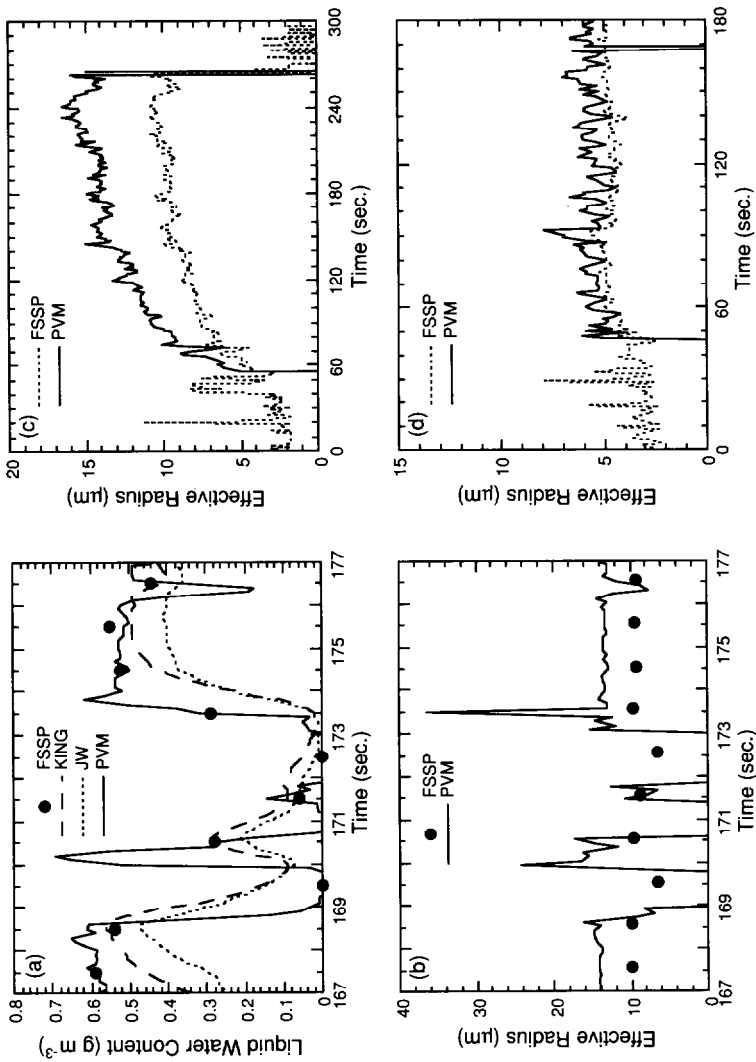 (a)
FSSP
KING
JW
PVM
Liquid Water Content (g m⁻³)
0.8
0.7
0.6
0.5
0.4
0.3
0.2
0.1
0
167
169
171
173
175
177
Time (sec.)
(b)
FSSP
PVM
Effective Radius (μm)
40
30
20
10
0
167
169
171
173
175
177
Time (sec.)
(c)
FSSP
PVM
Effective Radius (μm)
20
15
10
5
0
0
60
120
180
240
300
Time (sec.)
(d)
FSSP
PVM
Effective Radius (μm)
15
10
5
0
0
60
120
180
Time (sec.)